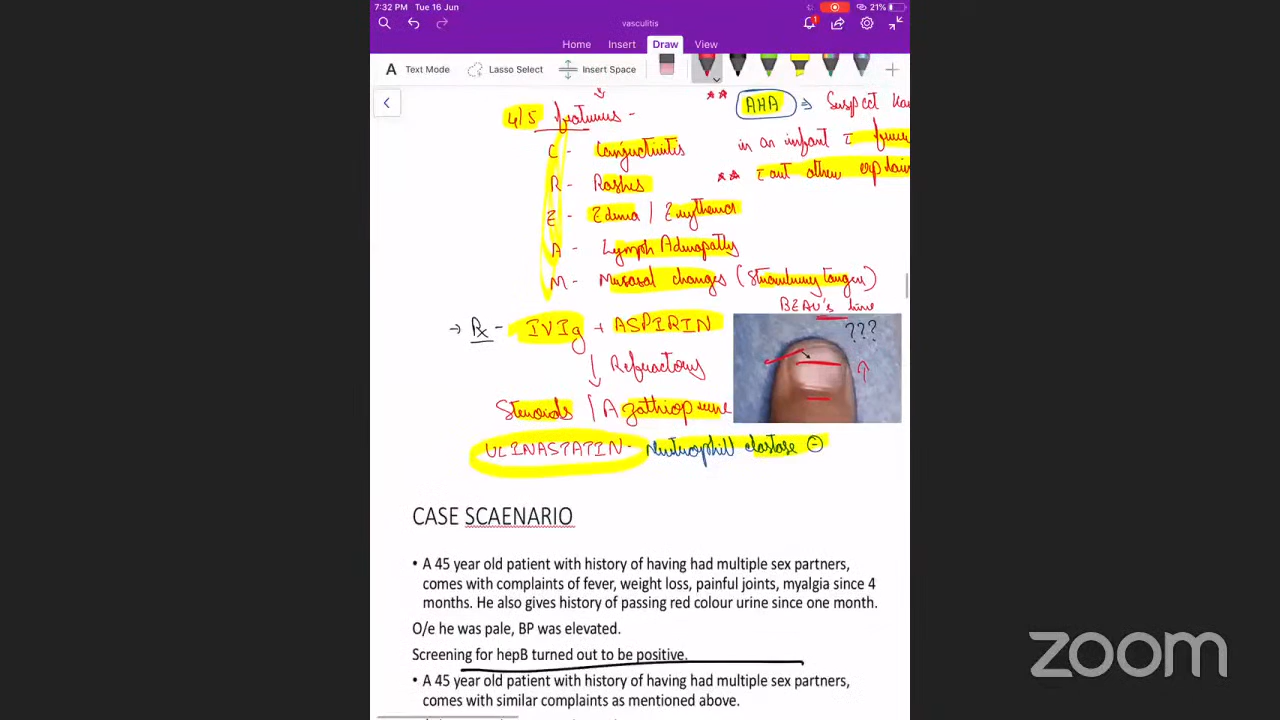 7:32 PM Tue 16 Jun
21%
vasculitis
Home Insert Draw View
A Text Mode Lasso Select Insert Space
4/5 features -
C - Conjuctivitis
R - Rashes
E - Edema / Erythema
A - Lymph Adenopathy
M - Mucosal changes (Strawberry tongue)
** AHA ⇒ Suspect
in an infant
** other
BEAU's line
???
→ Rx - IVIg + ASPIRIN
Refractory
Steroids / Azathioprine
ULINASTATIN - Neutrophill elastase ⊖
CASE SCAENARIO
• A 45 year old patient with history of having had multiple sex partners,
comes with complaints of fever, weight loss, painful joints, myalgia since 4
months. He also gives history of passing red colour urine since one month.
O/e he was pale, BP was elevated.
Screening for hepB turned out to be positive.
• A 45 year old patient with history of having had multiple sex partners,
comes with similar complaints as mentioned above.
zoom